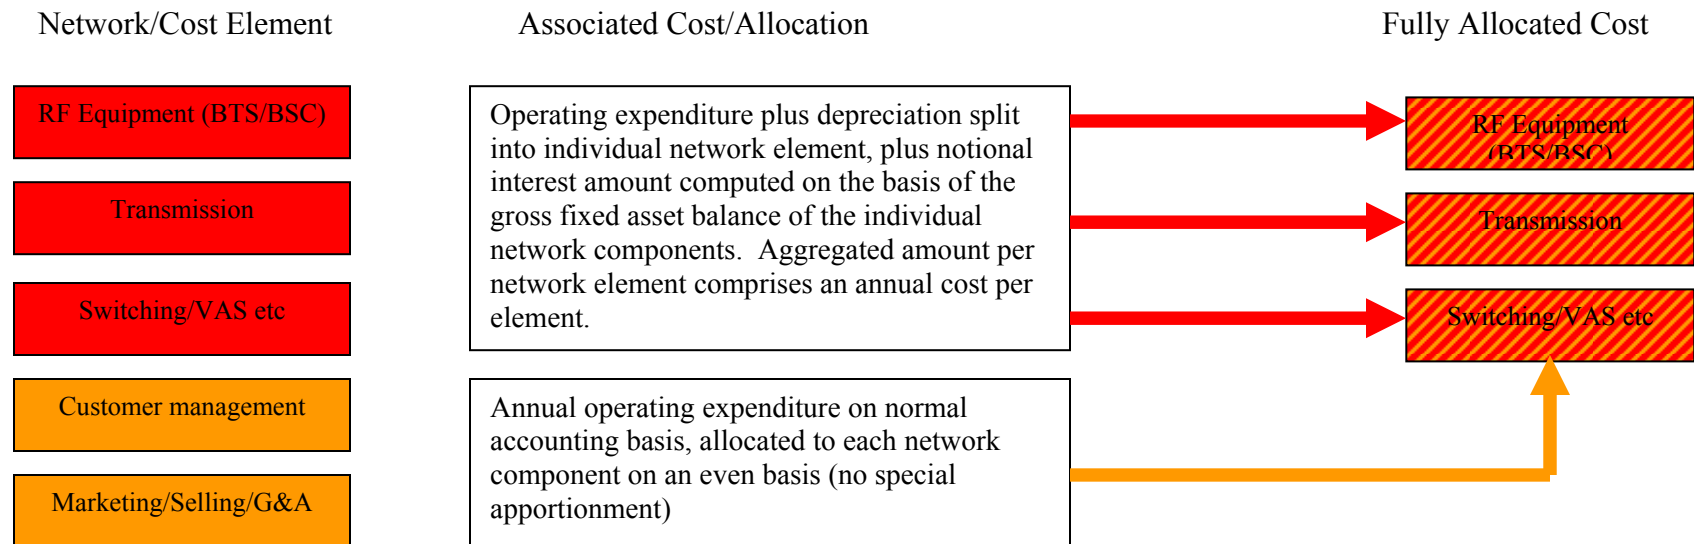 Network/Cost Element
Associated Cost/Allocation
Fully Allocated Cost
RF Equipment (BTS/BSC)
Transmission
Switching/VAS etc
Customer management
Marketing/Selling/G&A
Operating expenditure plus depreciation split
into individual network element, plus notional
interest amount computed on the basis of the
gross fixed asset balance of the individual
network components.  Aggregated amount per
network element comprises an annual cost per
element.
Annual operating expenditure on normal
accounting basis, allocated to each network
component on an even basis (no special
apportionment)
RF Equipment
(BTS/BSC)
Transmission
Switching/VAS etc